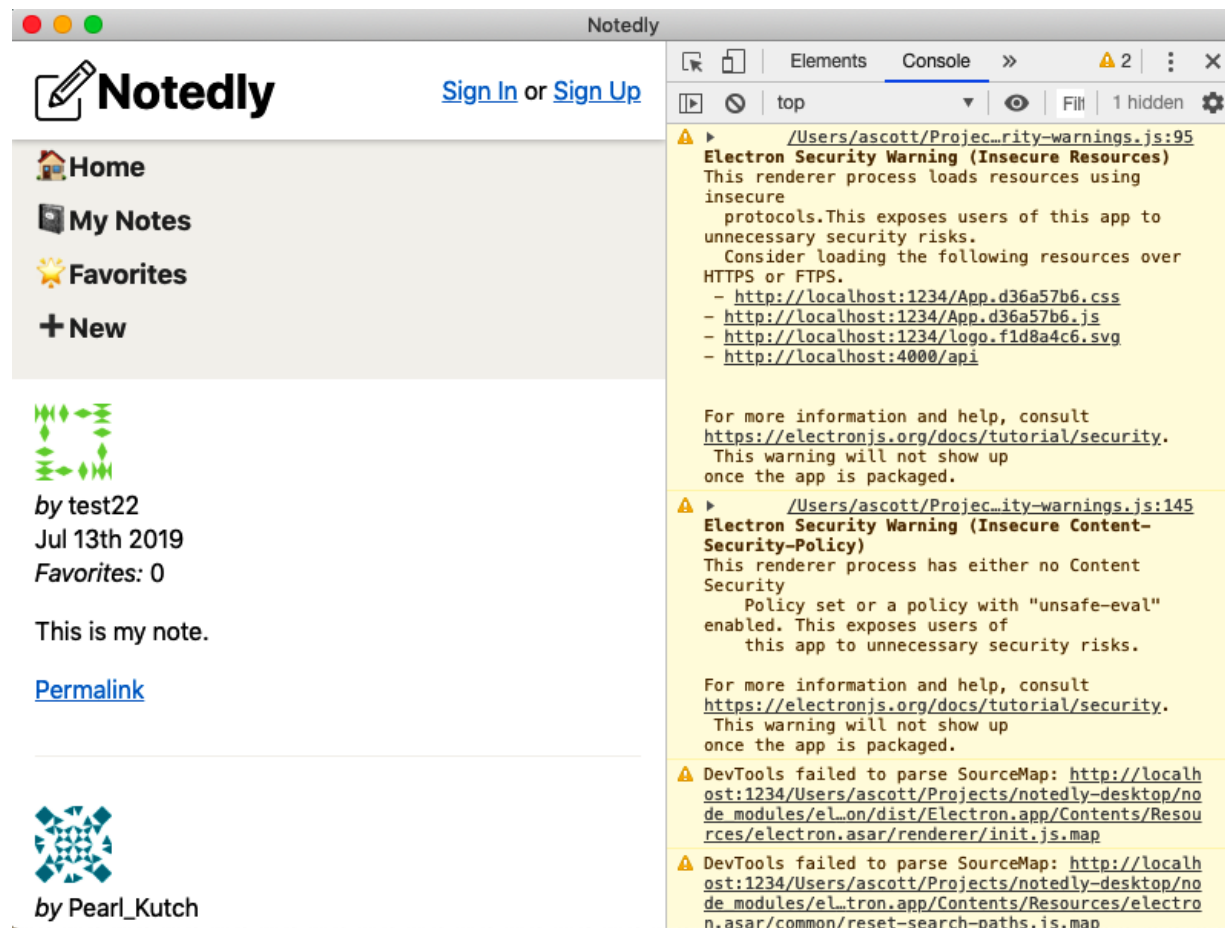 Notedly
Notedly
Sign In or Sign Up
Home
My Notes
Favorites
New
by test22
Jul 13th 2019
Favorites: 0
This is my note.
Permalink
by Pearl_Kutch
Elements Console » 2
top Filt 1 hidden
/Users/ascott/Projec…rity-warnings.js:95
Electron Security Warning (Insecure Resources)
This renderer process loads resources using
insecure
protocols.This exposes users of this app to
unnecessary security risks.
Consider loading the following resources over
HTTPS or FTPS.
– http://localhost:1234/App.d36a57b6.css
– http://localhost:1234/App.d36a57b6.js
– http://localhost:1234/logo.f1d8a4c6.svg
– http://localhost:4000/api
For more information and help, consult
https://electronjs.org/docs/tutorial/security.
This warning will not show up
once the app is packaged.
/Users/ascott/Projec…ity-warnings.js:145
Electron Security Warning (Insecure Content-
Security-Policy)
This renderer process has either no Content
Security
Policy set or a policy with "unsafe-eval"
enabled. This exposes users of
this app to unnecessary security risks.
For more information and help, consult
https://electronjs.org/docs/tutorial/security.
This warning will not show up
once the app is packaged.
DevTools failed to parse SourceMap: http://localh
ost:1234/Users/ascott/Projects/notedly-desktop/no
de_modules/el…on/dist/Electron.app/Contents/Resou
rces/electron.asar/renderer/init.js.map
DevTools failed to parse SourceMap: http://localh
ost:1234/Users/ascott/Projects/notedly-desktop/no
de_modules/el…tron.app/Contents/Resources/electro
n.asar/common/reset-search-paths.js.map